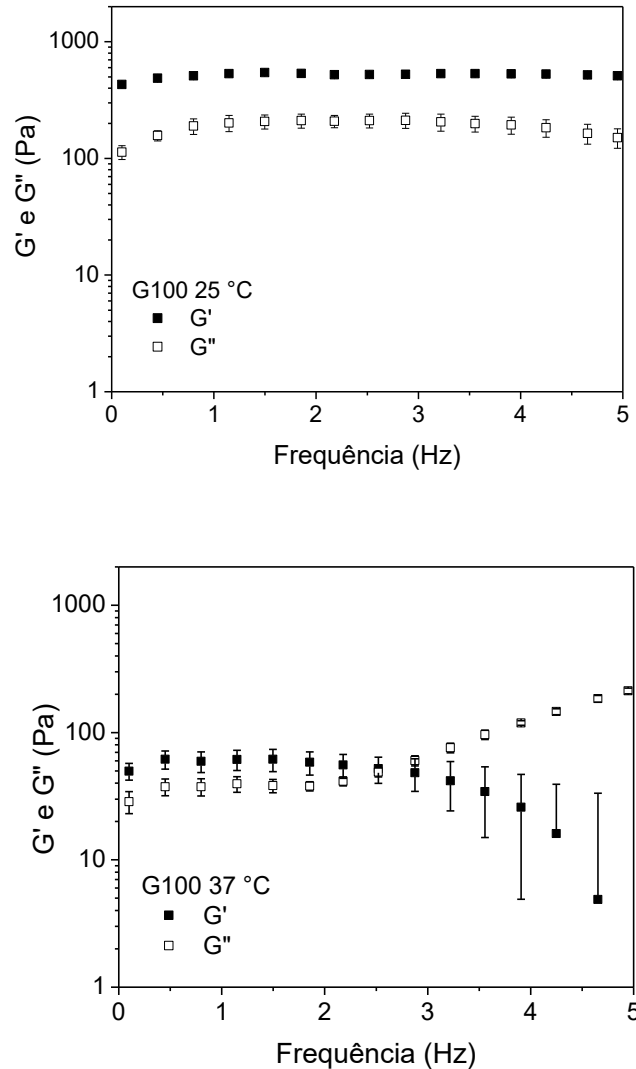 1000
100
10
1
G' e G" (Pa)
G100 25 °C
G'
G"
0 1 2 3 4 5
Frequência (Hz)
1000
100
10
1
G' e G" (Pa)
G100 37 °C
G'
G"
0 1 2 3 4 5
Frequência (Hz)